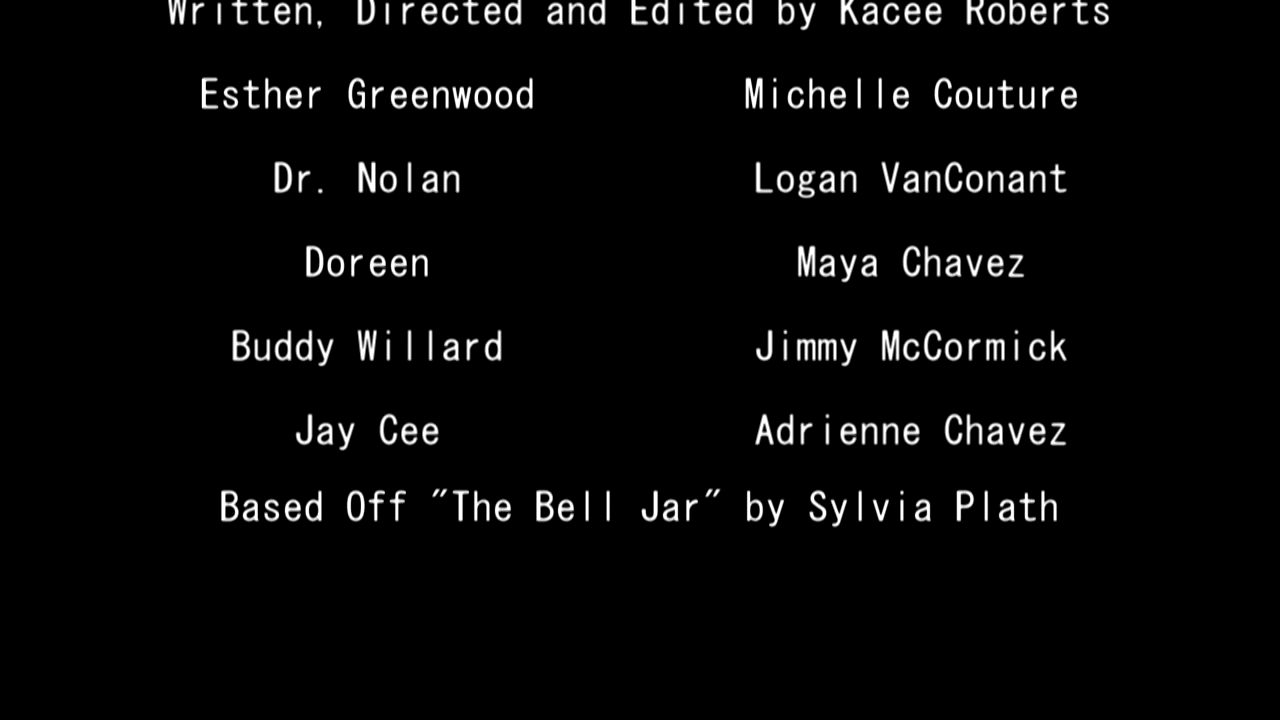 Written, Directed and Edited by Kacee Roberts
Esther Greenwood Michelle Couture
Dr. Nolan Logan VanConant
Doreen Maya Chavez
Buddy Willard Jimmy McCormick
Jay Cee Adrienne Chavez
Based Off "The Bell Jar" by Sylvia Plath